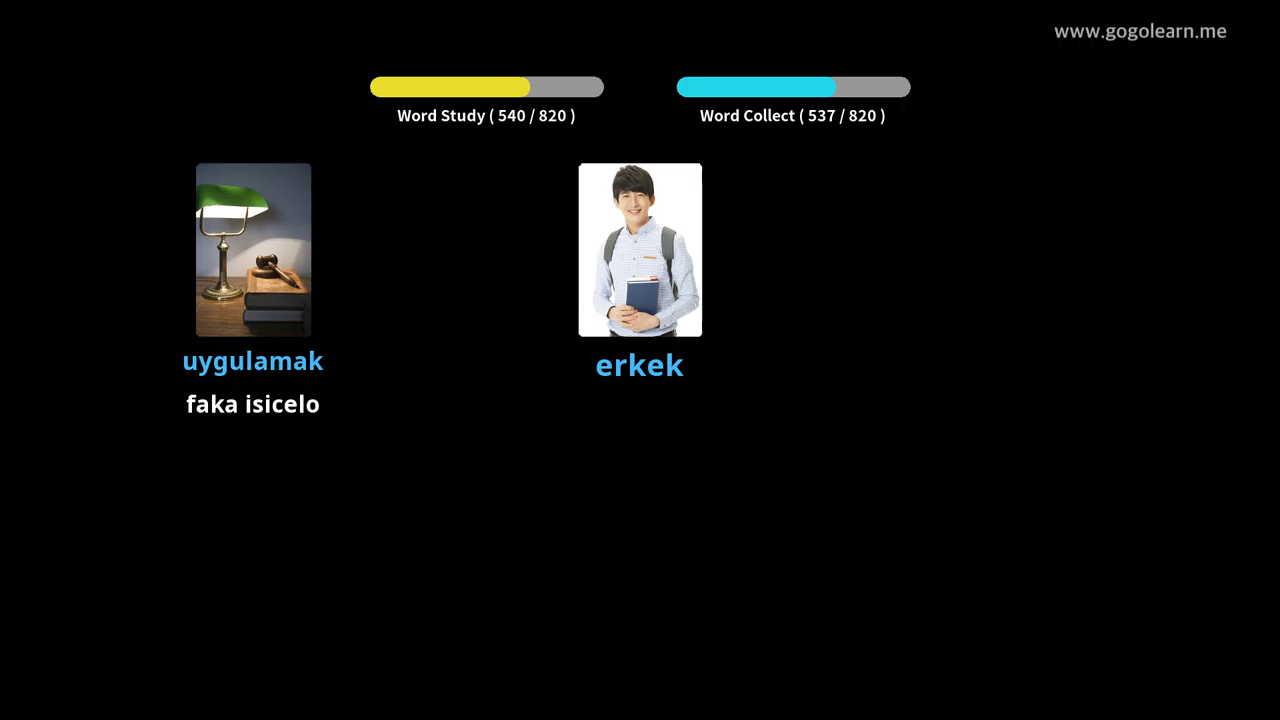 www.gogolearn.me
Word Study ( 540 / 820 )
Word Collect ( 537 / 820 )
uygulamak
faka isicelo
erkek